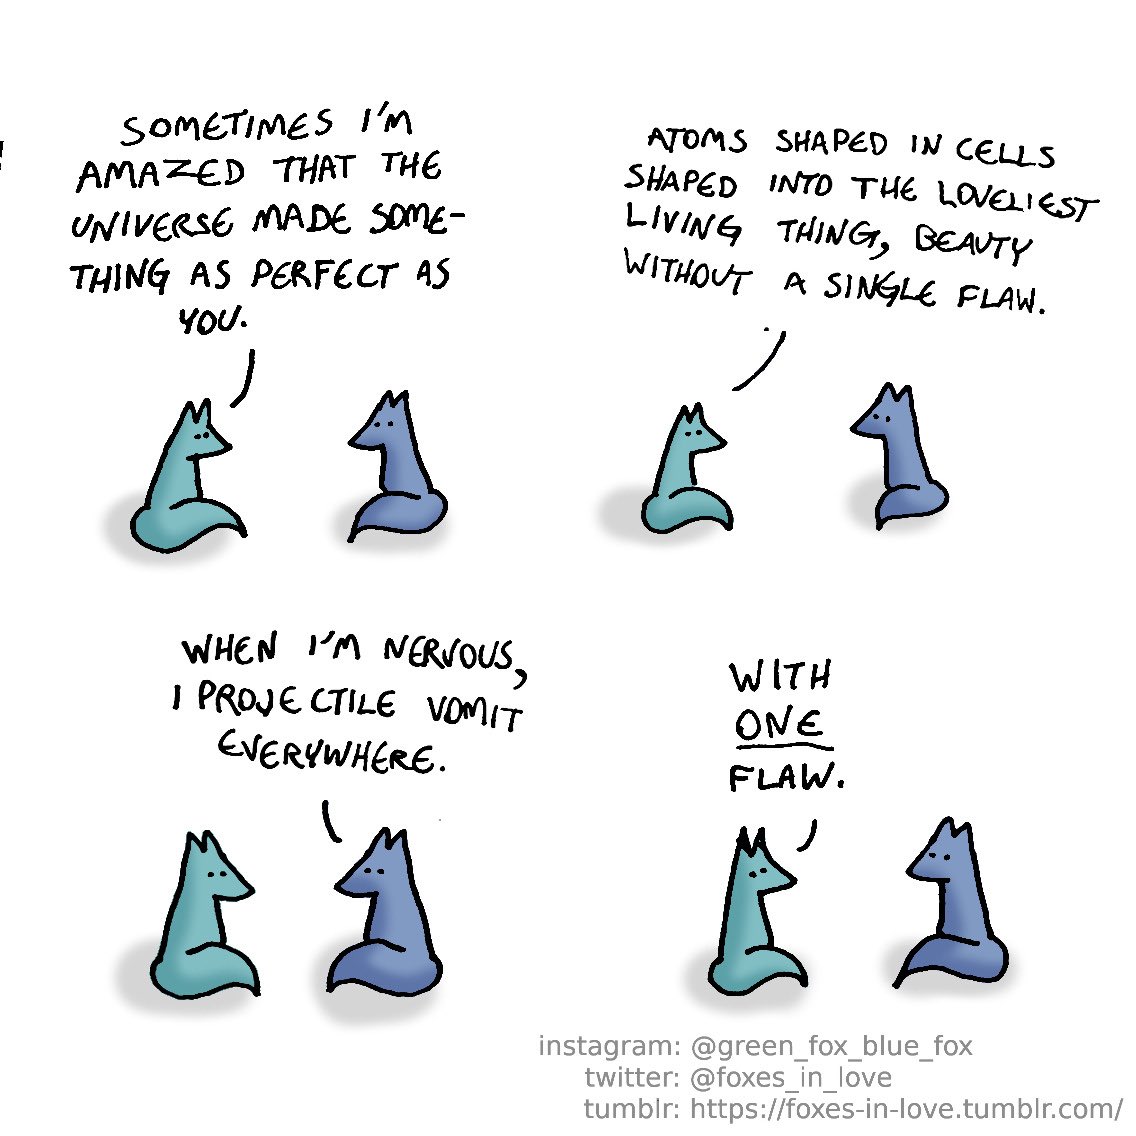 SOMETIMES I'M
AMAZED THAT THE
UNIVERSE MADE SOME-
THING AS PERFECT AS
YOU.
ATOMS SHAPED IN CELLS
SHAPED INTO THE LOVELIEST
LIVING THING, BEAUTY
WITHOUT A SINGLE FLAW.
WHEN I'M NERVOUS,
I PROJECTILE VOMIT
EVERYWHERE.
WITH
ONE
FLAW.
instagram: @green_fox_blue_fox
twitter: @foxes_in_love
tumblr: https://foxes-in-love.tumblr.com/